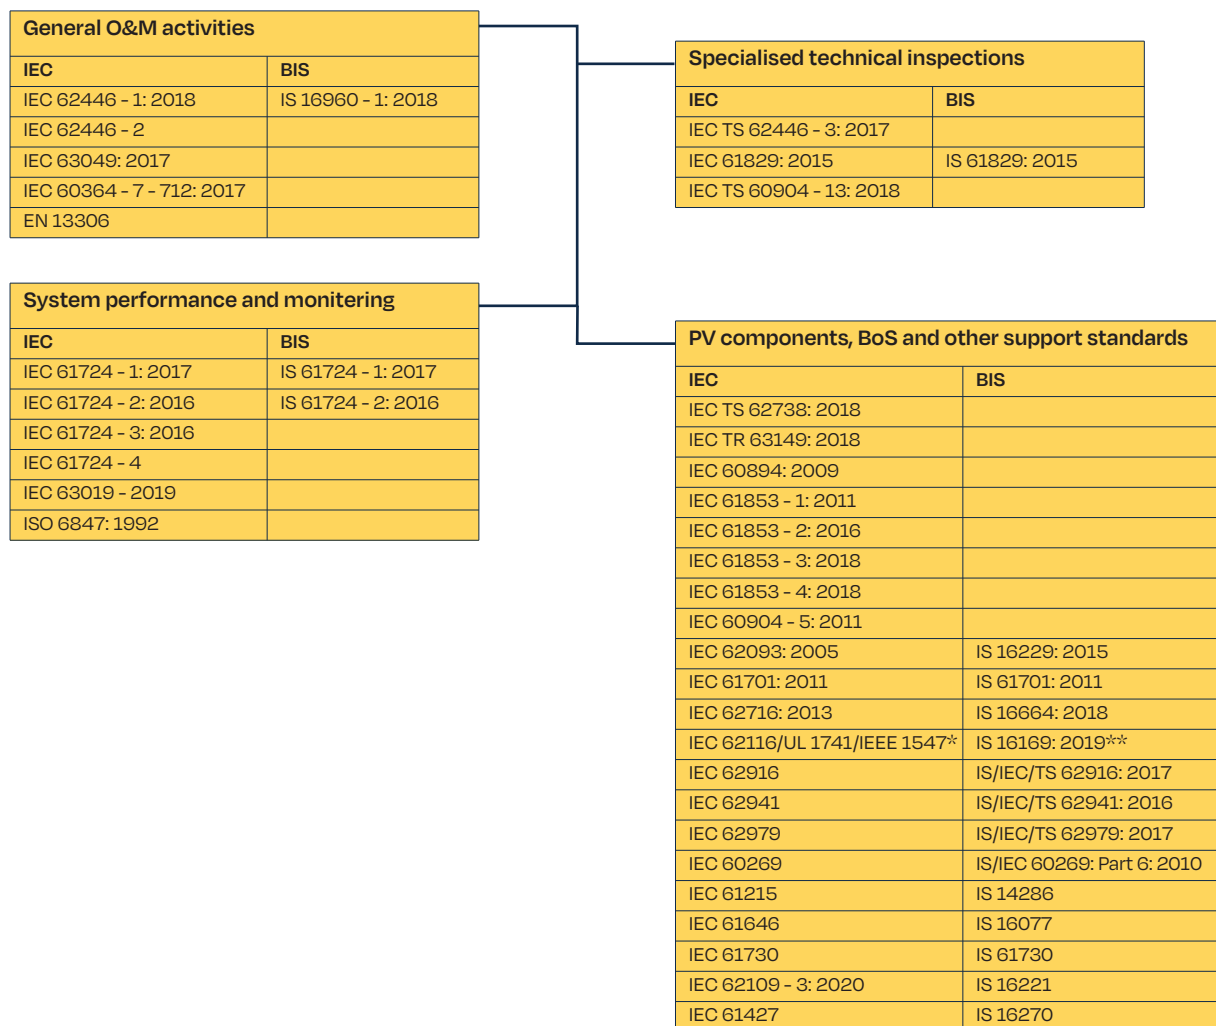 General O&M activities
IEC BIS
IEC 62446 - 1: 2018 IS 16960 - 1: 2018
IEC 62446 - 2
IEC 63049: 2017
IEC 60364 - 7 - 712: 2017
EN 13306
Specialised technical inspections
IEC BIS
IEC TS 62446 - 3: 2017
IEC 61829: 2015 IS 61829: 2015
IEC TS 60904 - 13: 2018
System performance and monitering
IEC BIS
IEC 61724 - 1: 2017 IS 61724 - 1: 2017
IEC 61724 - 2: 2016 IS 61724 - 2: 2016
IEC 61724 - 3: 2016
IEC 61724 - 4
IEC 63019 - 2019
ISO 6847: 1992
PV components, BoS and other support standards
IEC BIS
IEC TS 62738: 2018
IEC TR 63149: 2018
IEC 60894: 2009
IEC 61853 - 1: 2011
IEC 61853 - 2: 2016
IEC 61853 - 3: 2018
IEC 61853 - 4: 2018
IEC 60904 - 5: 2011
IEC 62093: 2005 IS 16229: 2015
IEC 61701: 2011 IS 61701: 2011
IEC 62716: 2013 IS 16664: 2018
IEC 62116/UL 1741/IEEE 1547* IS 16169: 2019**
IEC 62916 IS/IEC/TS 62916: 2017
IEC 62941 IS/IEC/TS 62941: 2016
IEC 62979 IS/IEC/TS 62979: 2017
IEC 60269 IS/IEC 60269: Part 6: 2010
IEC 61215 IS 14286
IEC 61646 IS 16077
IEC 61730 IS 61730
IEC 62109 - 3: 2020 IS 16221
IEC 61427 IS 16270